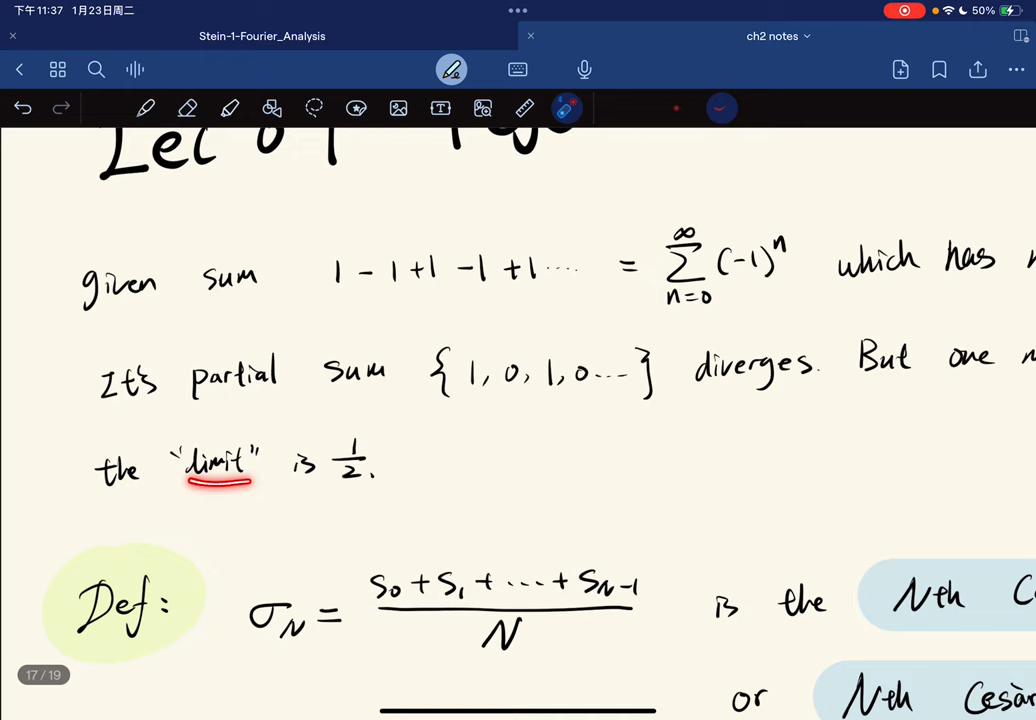 下午11:37 1月23日周二
50%
Stein-1-Fourier_Analysis
ch2 notes
given sum 1 - 1 + 1 - 1 + 1 .... = ∑_{n=0}^{∞} (-1)^n which has
It's partial sum {1, 0, 1, 0 ...} diverges. But one
the "limit" is 1/2.
Def: σ_N = (S_0 + S_1 + ... + S_{N-1}) / N is the Nth
17 / 19
or Nth